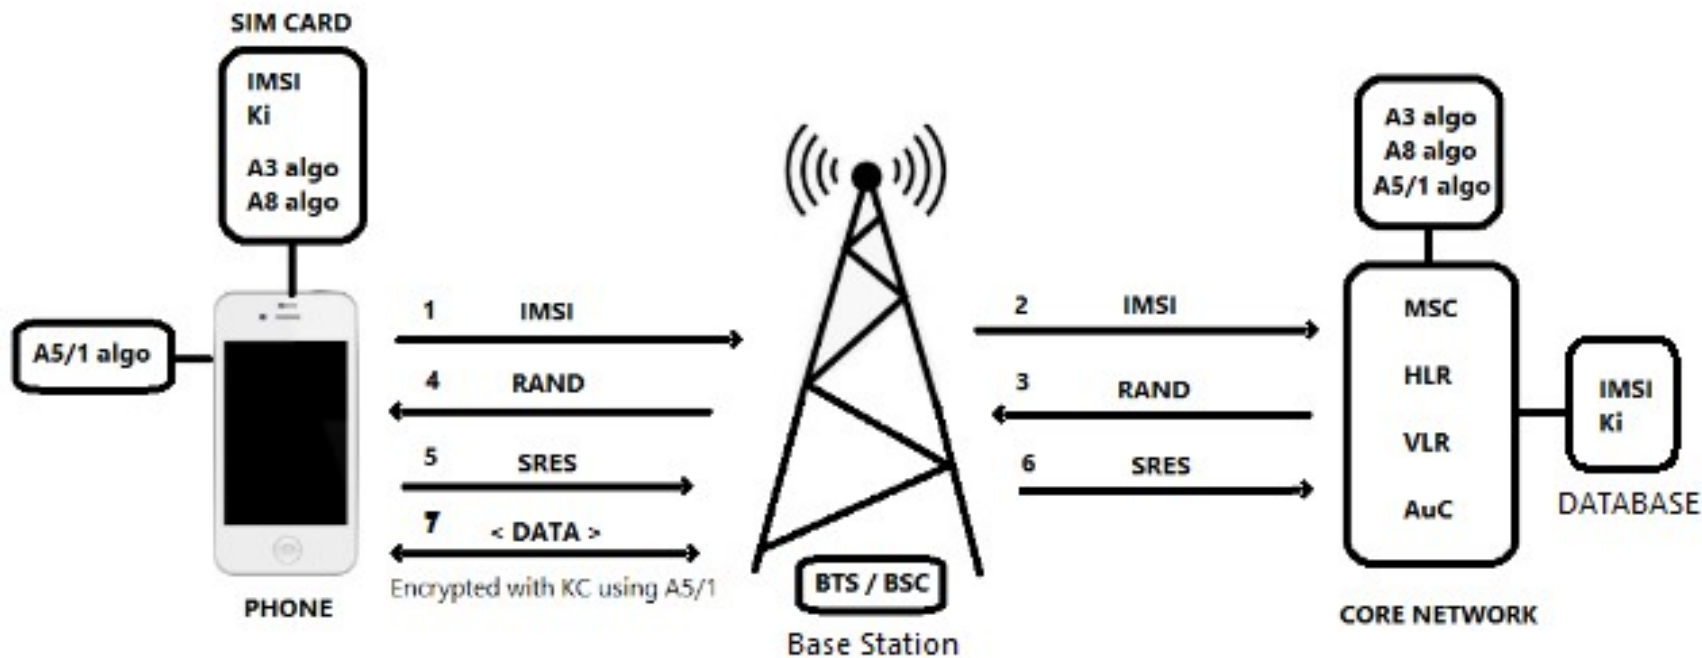 SIM CARD
IMSI
Ki
A3 algo
A8 algo
A5/1 algo
1 IMSI
4 RAND
5 SRES
7 < DATA >
Encrypted with KC using A5/1
PHONE
BTS / BSC
Base Station
2 IMSI
3 RAND
6 SRES
A3 algo
A8 algo
A5/1 algo
MSC
HLR
VLR
AuC
CORE NETWORK
IMSI
Ki
DATABASE